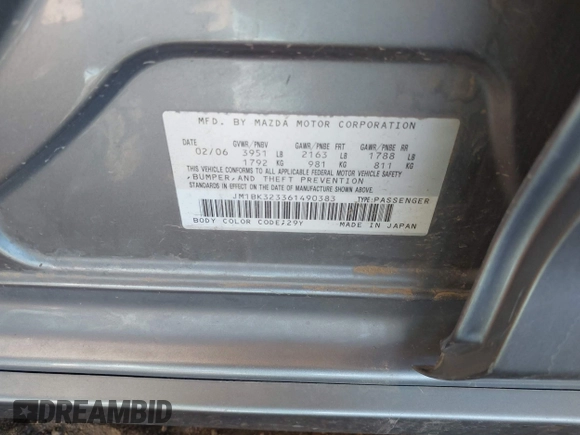 MFD. BY MAZDA MOTOR CORPORATION
DATE GVWR/PNBV GAWR/PNBE FRT GAWR/PNBE RR
02/06 3951 LB 2163 LB 1788 LB
1792 KG 981 KG 811 KG
THIS VEHICLE CONFORMS TO ALL APPLICABLE FEDERAL MOTOR VEHICLE SAFETY
,BUMPER,AND THEFT PREVENTION
STANDARDS IN EFFECT ON THE DATE OF MANUFACTURE SHOWN ABOVE.
JM1BK323361490383 TYPE:PASSENGER
BODY COLOR CODE:29Y MADE IN JAPAN
DREAMBID